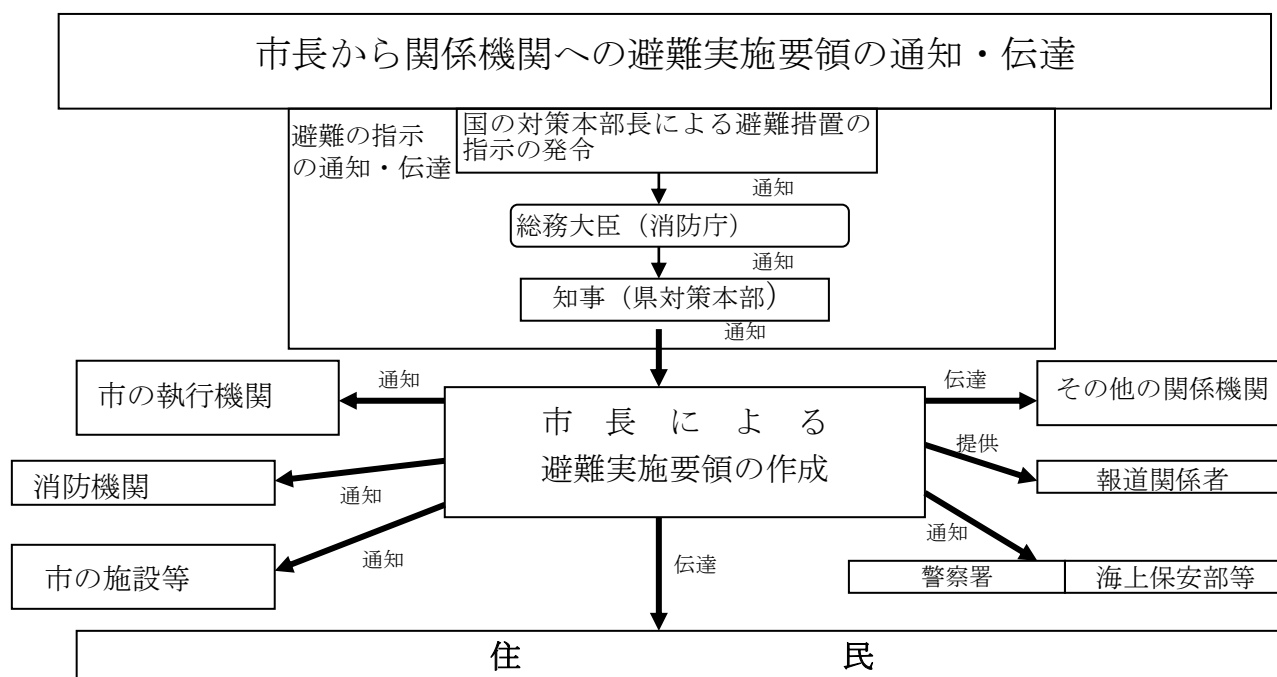 市長から関係機関への避難実施要領の通知・伝達
避難の指示
の通知・伝達
国の対策本部長による避難措置の
指示の発令
通知
総務大臣（消防庁）
通知
知事（県対策本部）
通知
市の執行機関
通知
市長による
避難実施要領の作成
伝達
その他の関係機関
消防機関
通知
提供
報道関係者
市の施設等
通知
伝達
通知
警察署
海上保安部等
住民